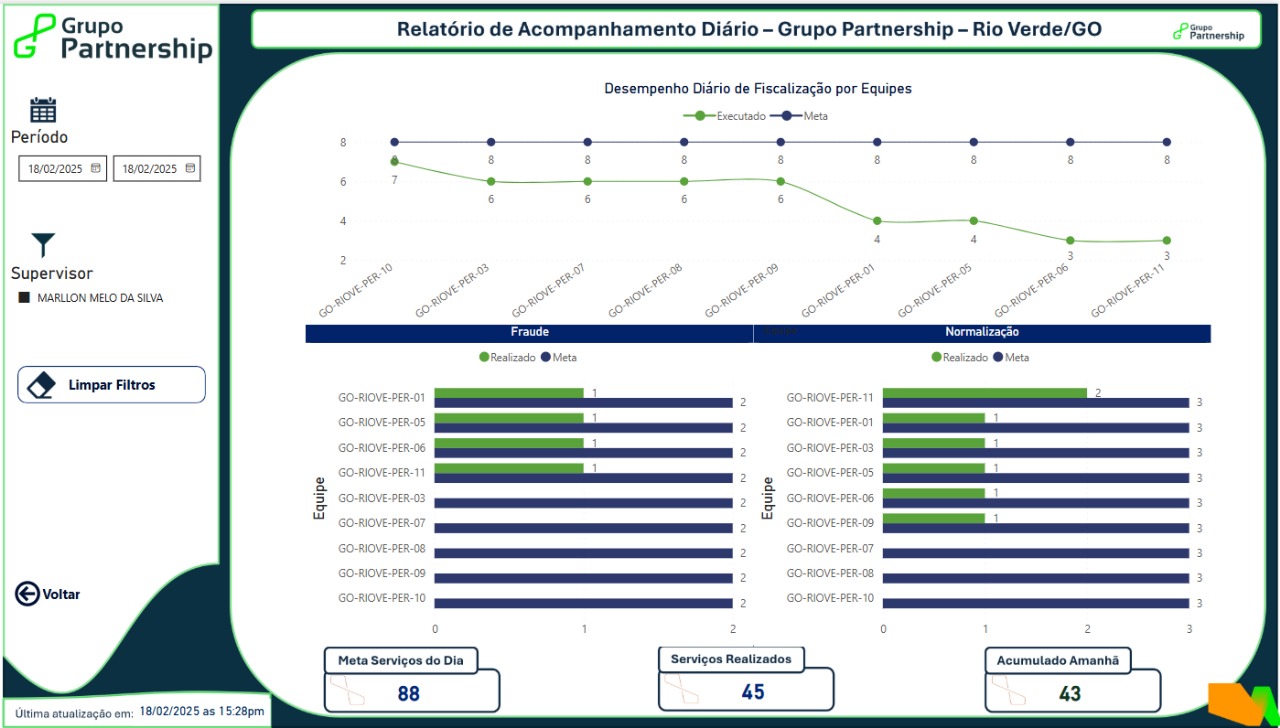 Grupo
Partnership
Relatório de Acompanhamento Diário – Grupo Partnership – Rio Verde/GO
Grupo
Partnership
Período
18/02/2025 18/02/2025
Supervisor
MARLLON MELO DA SILVA
Limpar Filtros
Voltar
Última atualização em: 18/02/2025 as 15:28pm
Desempenho Diário de Fiscalização por Equipes
Executado Meta
8
6
4
2
8 8 8 8 8 8 8 8 8
7 6 6 6 6 4 4 3 3
GO-RIOVE-PER-10 GO-RIOVE-PER-03 GO-RIOVE-PER-07 GO-RIOVE-PER-08 GO-RIOVE-PER-09 GO-RIOVE-PER-01 GO-RIOVE-PER-05 GO-RIOVE-PER-06 GO-RIOVE-PER-11
Fraude
Realizado Meta
Equipe
GO-RIOVE-PER-01 1 2
GO-RIOVE-PER-05 1 2
GO-RIOVE-PER-06 1 2
GO-RIOVE-PER-11 1 2
GO-RIOVE-PER-03 2
GO-RIOVE-PER-07 2
GO-RIOVE-PER-08 2
GO-RIOVE-PER-09 2
GO-RIOVE-PER-10 2
0 1 2
Normalização
Realizado Meta
Equipe
GO-RIOVE-PER-11 2 3
GO-RIOVE-PER-01 1 3
GO-RIOVE-PER-03 1 3
GO-RIOVE-PER-05 1 3
GO-RIOVE-PER-06 1 3
GO-RIOVE-PER-09 1 3
GO-RIOVE-PER-07 3
GO-RIOVE-PER-08 3
GO-RIOVE-PER-10 3
0 1 2 3
Meta Serviços do Dia
88
Serviços Realizados
45
Acumulado Amanhã
43